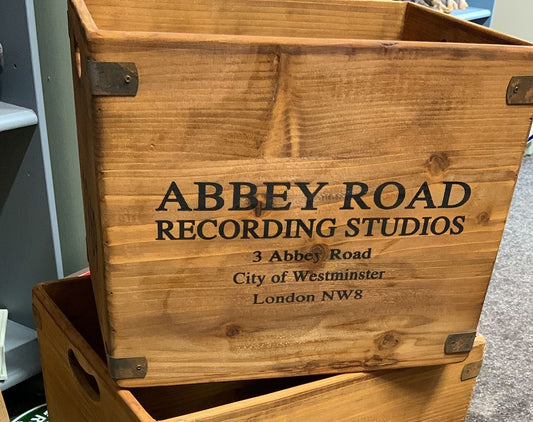 ABBEY ROAD
RECORDING STUDIOS
3 Abbey Road
City of Westminster
London NW8